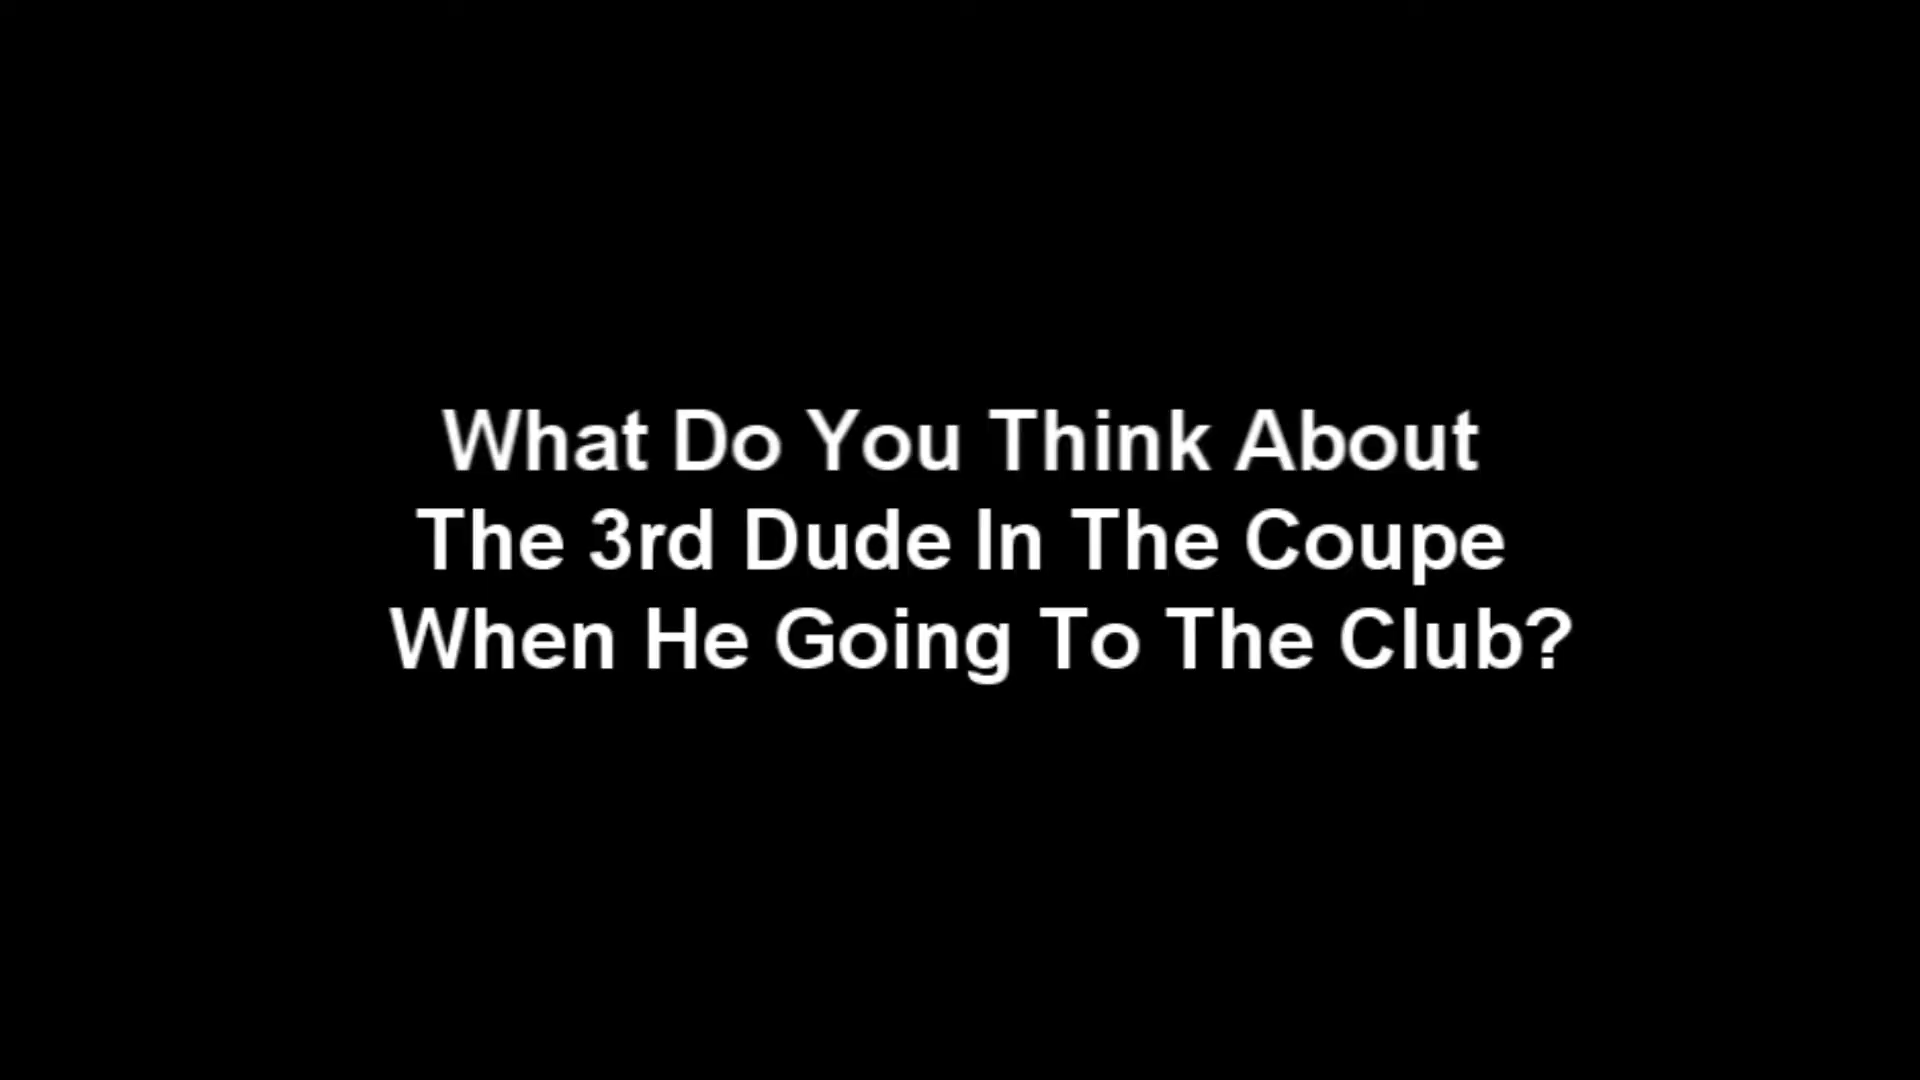 What Do You Think About
The 3rd Dude In The Coupe
When He Going To The Club?